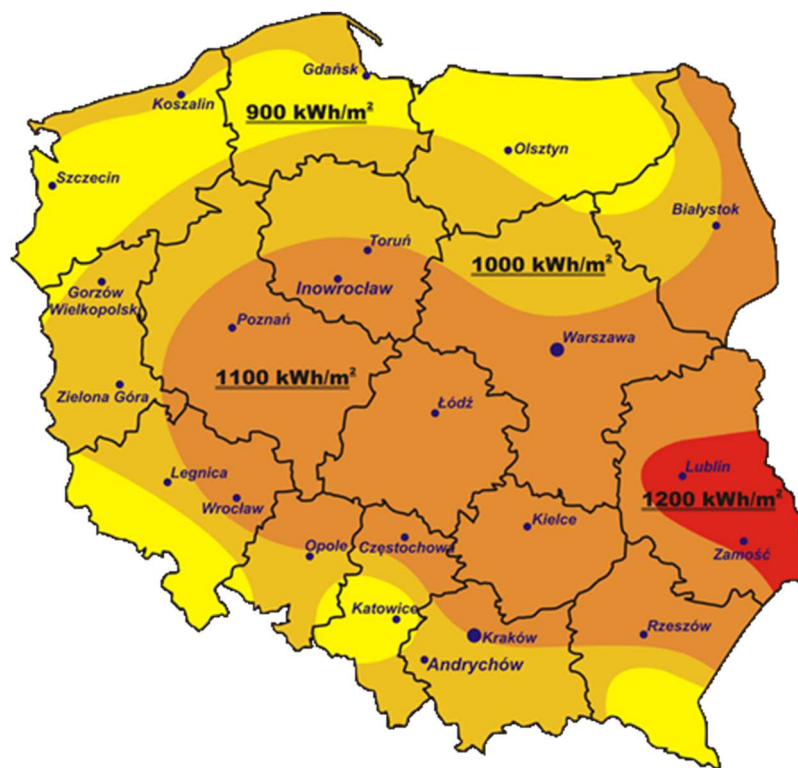 Gdańsk
Koszalin
900 kWh/m²
Olsztyn
Szczecin
Białystok
Toruń
1000 kWh/m²
Gorzów
Wielkopolski
Inowrocław
Poznań
Warszawa
1100 kWh/m²
Zielona Góra
Łódź
Legnica
Lublin
1200 kWh/m²
Wrocław
Kielce
Opole
Częstochowa
Zamość
Katowice
Kraków
Rzeszów
Andrychów